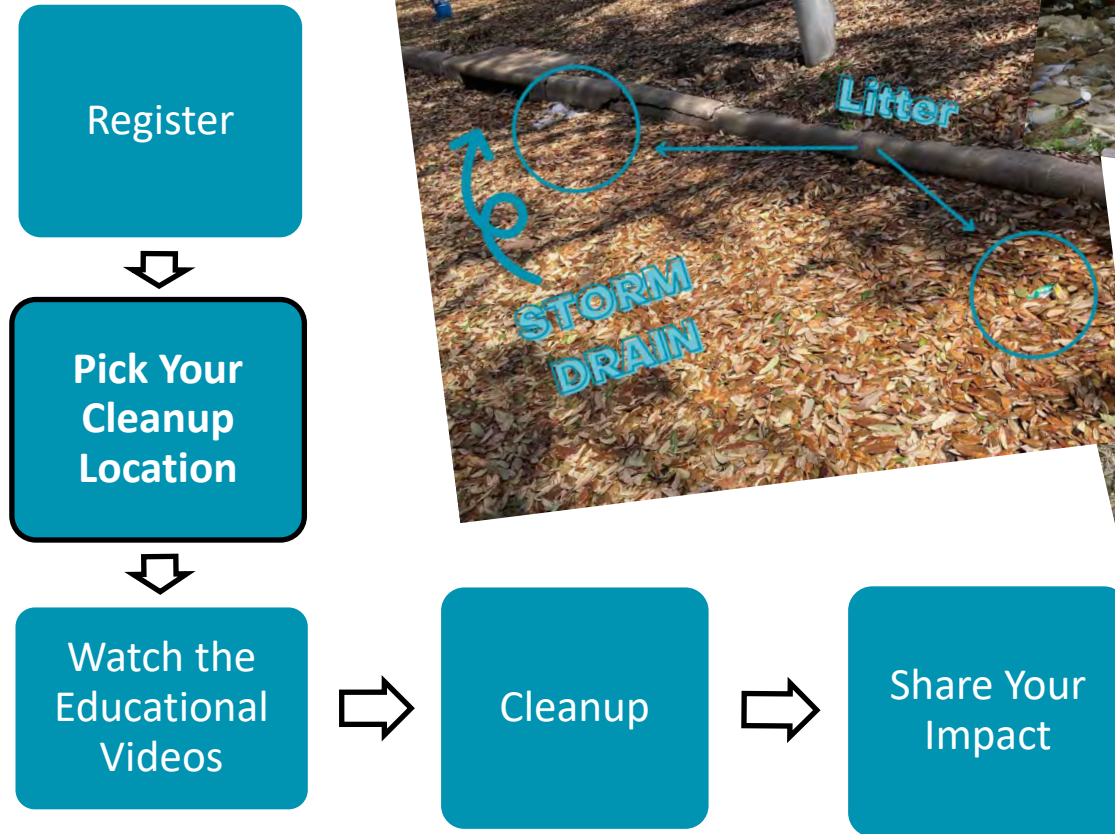 Register
Litter
STORM
DRAIN
Pick Your
Cleanup
Location
Watch the
Educational
Videos
Cleanup
Share Your
Impact